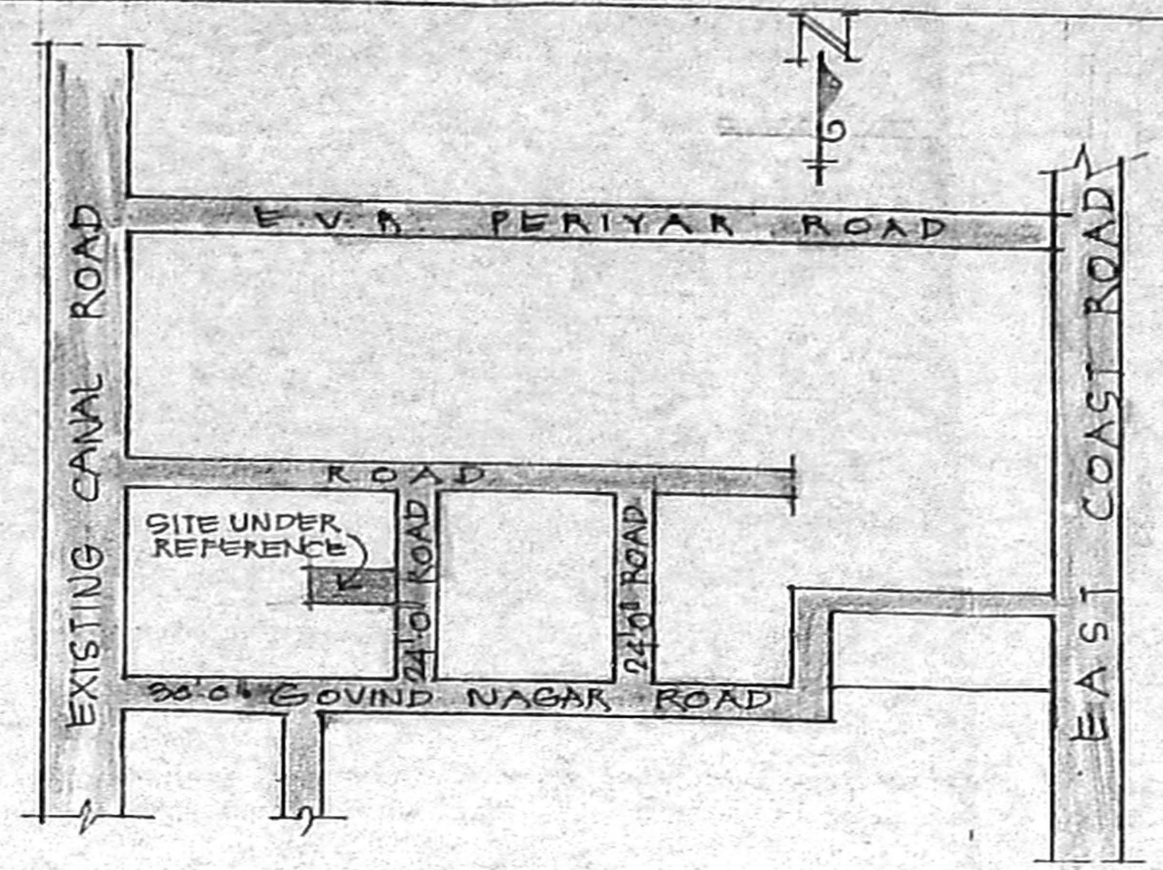 N
E.V.R. PERIYAR ROAD
EXISTING CANAL ROAD
EAST COAST ROAD
ROAD
SITE UNDER
REFERENCE
24'0" ROAD
24'0" ROAD
30'0" GOVIND NAGAR ROAD